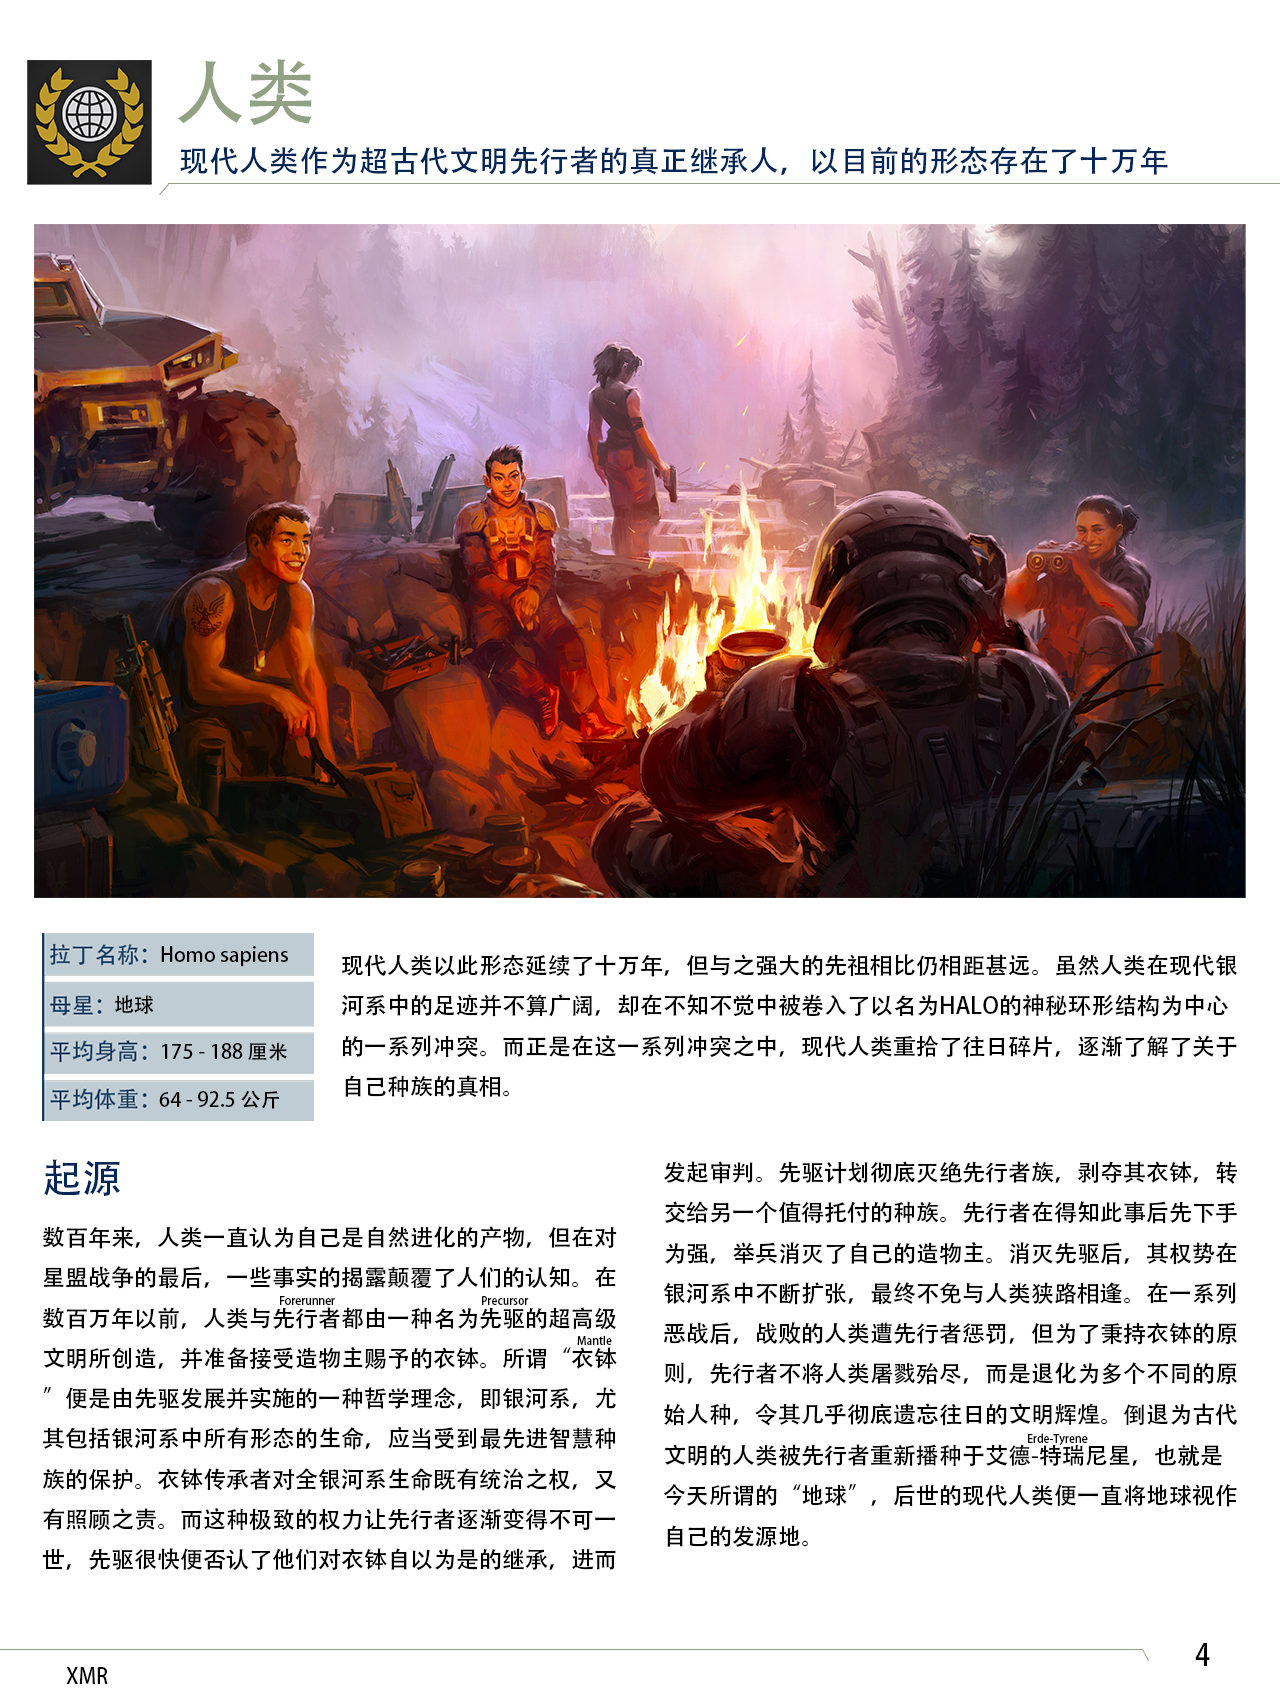 人类
现代人类作为超古代文明先行者的真正继承人，以目前的形态存在了十万年
拉丁名称：Homo sapiens
母星：地球
平均身高：175 - 188 厘米
平均体重：64 - 92.5 公斤
现代人类以此形态延续了十万年，但与之强大的先祖相比仍相距甚远。虽然人类在现代银
河系中的足迹并不算广阔，却在不知不觉中被卷入了以名为HALO的神秘环形结构为中心
的一系列冲突。而正是在这一系列冲突之中，现代人类重拾了往日碎片，逐渐了解了关于
自己种族的真相。
起源
数百年来，人类一直认为自己是自然进化的产物，但在对
星盟战争的最后，一些事实的揭露颠覆了人们的认知。在
Forerunner Precursor
数百万年以前，人类与先行者都由一种名为先驱的超高级
Mantle
文明所创造，并准备接受造物主赐予的衣钵。所谓“衣钵
”便是由先驱发展并实施的一种哲学理念，即银河系，尤
其包括银河系中所有形态的生命，应当受到最先进智慧种
族的保护。衣钵传承者对全银河系生命既有统治之权，又
有照顾之责。而这种极致的权力让先行者逐渐变得不可一
世，先驱很快便否认了他们对衣钵自以为是的继承，进而
发起审判。先驱计划彻底灭绝先行者族，剥夺其衣钵，转
交给另一个值得托付的种族。先行者在得知此事后先下手
为强，举兵消灭了自己的造物主。消灭先驱后，其权势在
银河系中不断扩张，最终不免与人类狭路相逢。在一系列
恶战后，战败的人类遭先行者惩罚，但为了秉持衣钵的原
则，先行者不将人类屠戮殆尽，而是退化为多个不同的原
始人种，令其几乎彻底遗忘往日的文明辉煌。倒退为古代
Erde-Tyrene
文明的人类被先行者重新播种于艾德-特瑞尼星，也就是
今天所谓的“地球”，后世的现代人类便一直将地球视作
自己的发源地。
4
XMR